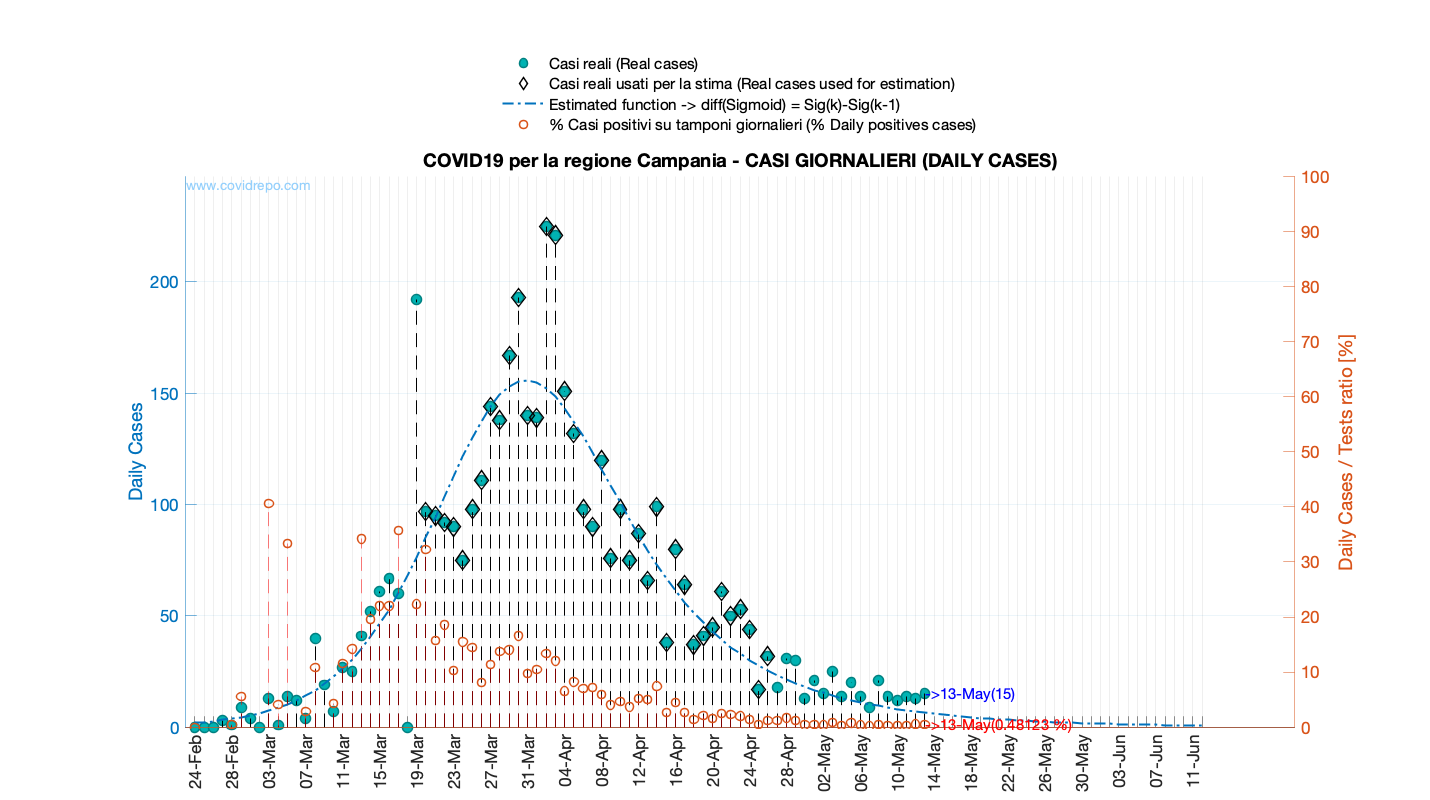 Casi reali (Real cases)
Casi reali usati per la stima (Real cases used for estimation)
Estimated function -> diff(Sigmoid) = Sig(k)-Sig(k-1)
% Casi positivi su tamponi giornalieri (% Daily positives cases)
COVID19 per la regione Campania - CASI GIORNALIERI (DAILY CASES)
www.covidrepo.com
Daily Cases
200
150
100
50
0
100
90
80
70
60
50
40
30
20
10
0
Daily Cases / Tests ratio [%]
->13-May(15)
->13-May(0.48123 %)
24-Feb
28-Feb
03-Mar
07-Mar
11-Mar
15-Mar
19-Mar
23-Mar
27-Mar
31-Mar
04-Apr
08-Apr
12-Apr
16-Apr
20-Apr
24-Apr
28-Apr
02-May
06-May
10-May
14-May
18-May
22-May
26-May
30-May
03-Jun
07-Jun
11-Jun